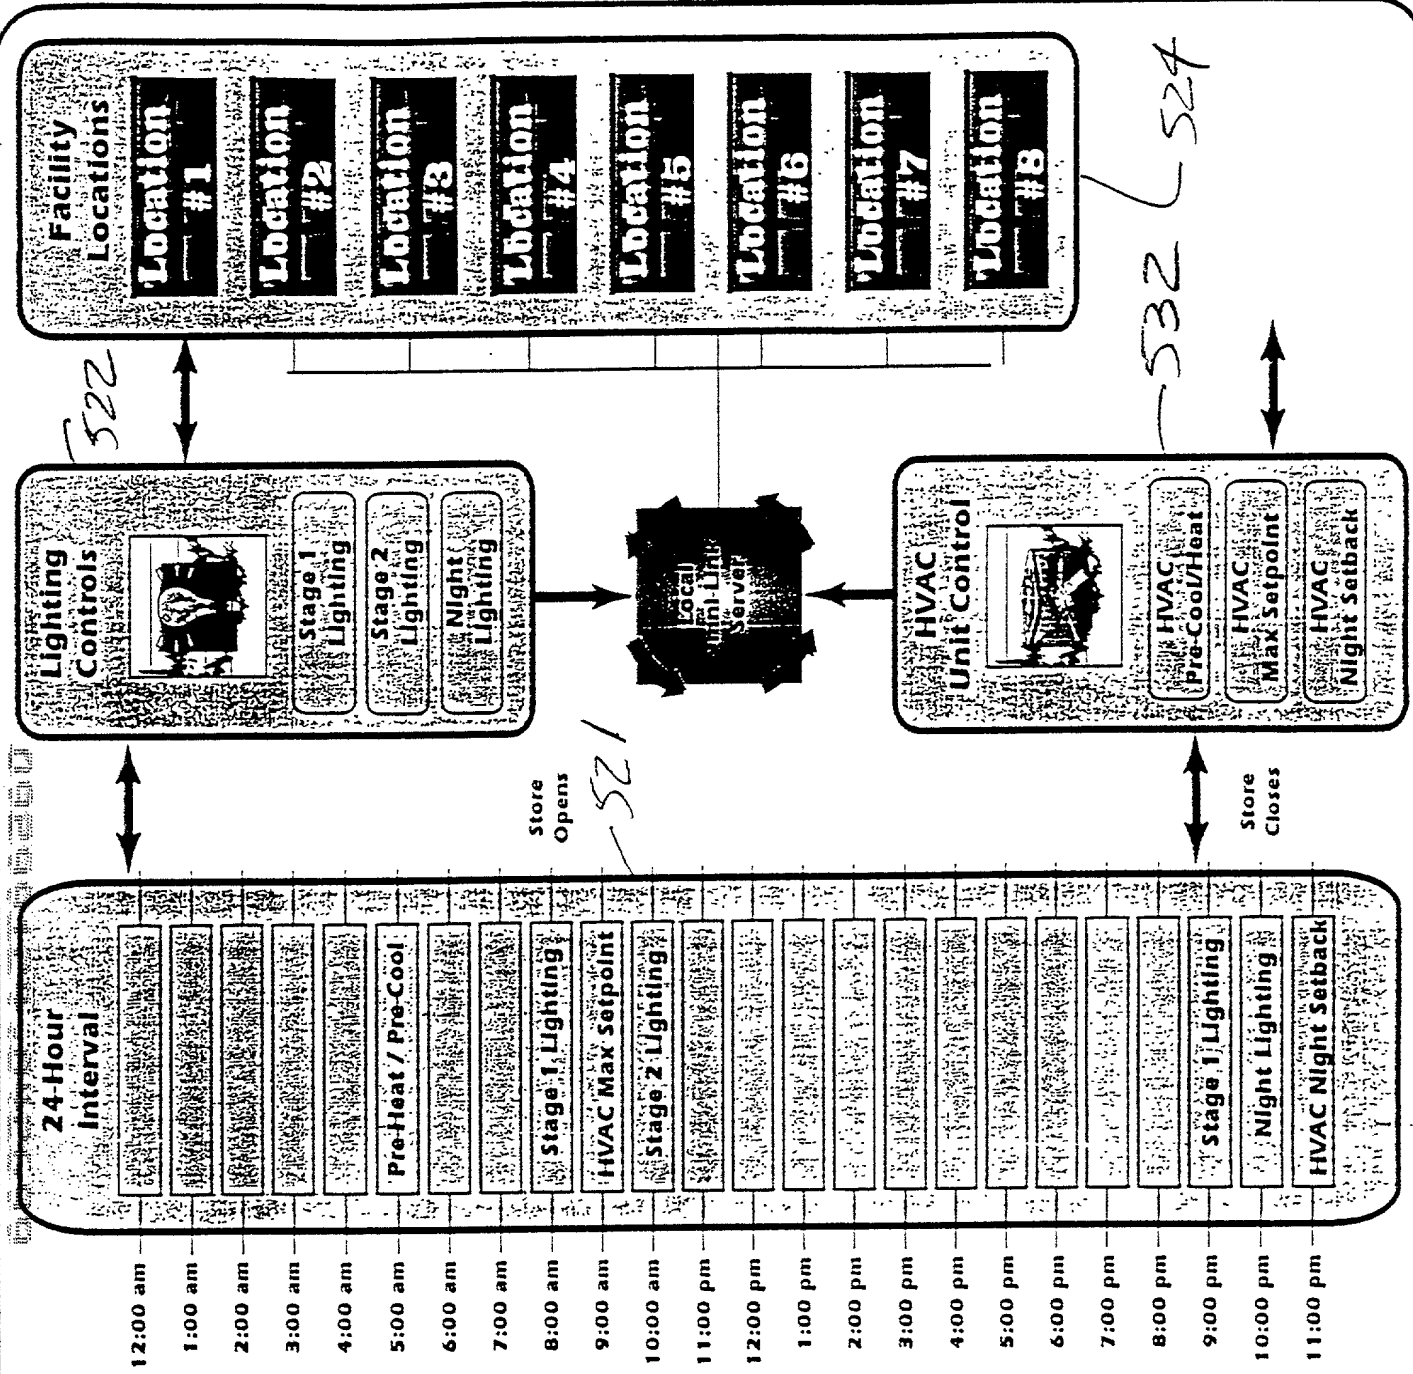 24-Hour
Interval
12:00 am
1:00 am
2:00 am
3:00 am
4:00 am
5:00 am Pre-Heat / Pre-Cool
6:00 am
7:00 am
8:00 am Stage 1 Lighting
9:00 am HVAC Max Setpoint
10:00 am Stage 2 Lighting
11:00 pm
12:00 pm
1:00 pm
2:00 pm
3:00 pm
4:00 pm
5:00 pm
6:00 pm
7:00 pm
8:00 pm
9:00 pm Stage 1 Lighting
10:00 pm Night Lighting
11:00 pm HVAC Night Setback
Store
Opens
521
Store
Closes
Lighting
Controls
Stage 1
Lighting
Stage 2
Lighting
Night
Lighting
522
Local
Omni-Link
Server
HVAC
Unit Control
HVAC
Pre-Cool/Heat
HVAC
Max Setpoint
HVAC
Night Setback
532
Facility
Locations
Location
#1
Location
#2
Location
#3
Location
#4
Location
#5
Location
#6
Location
#7
Location
#8
524